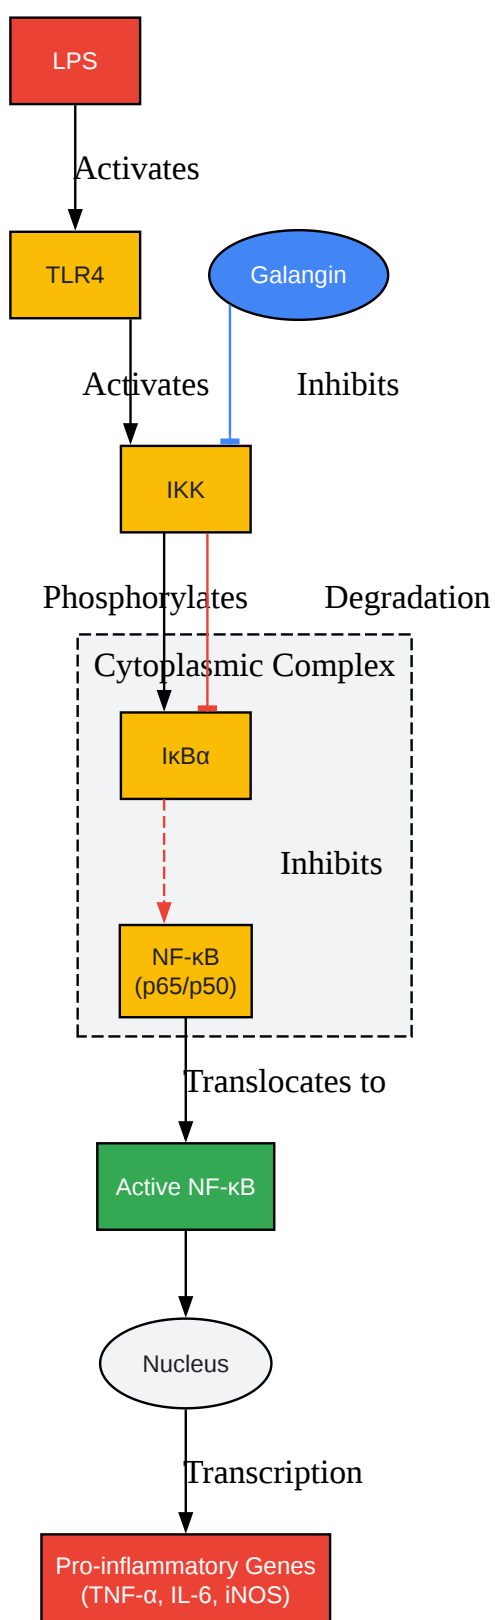 LPS
Activates
TLR4
Galangin
Activates
Inhibits
IKK
Phosphorylates
Degradation
Cytoplasmic Complex
IκBα
Inhibits
NF-κB
(p65/p50)
Translocates to
Active NF-κB
Nucleus
Transcription
Pro-inflammatory Genes
(TNF-α, IL-6, iNOS)